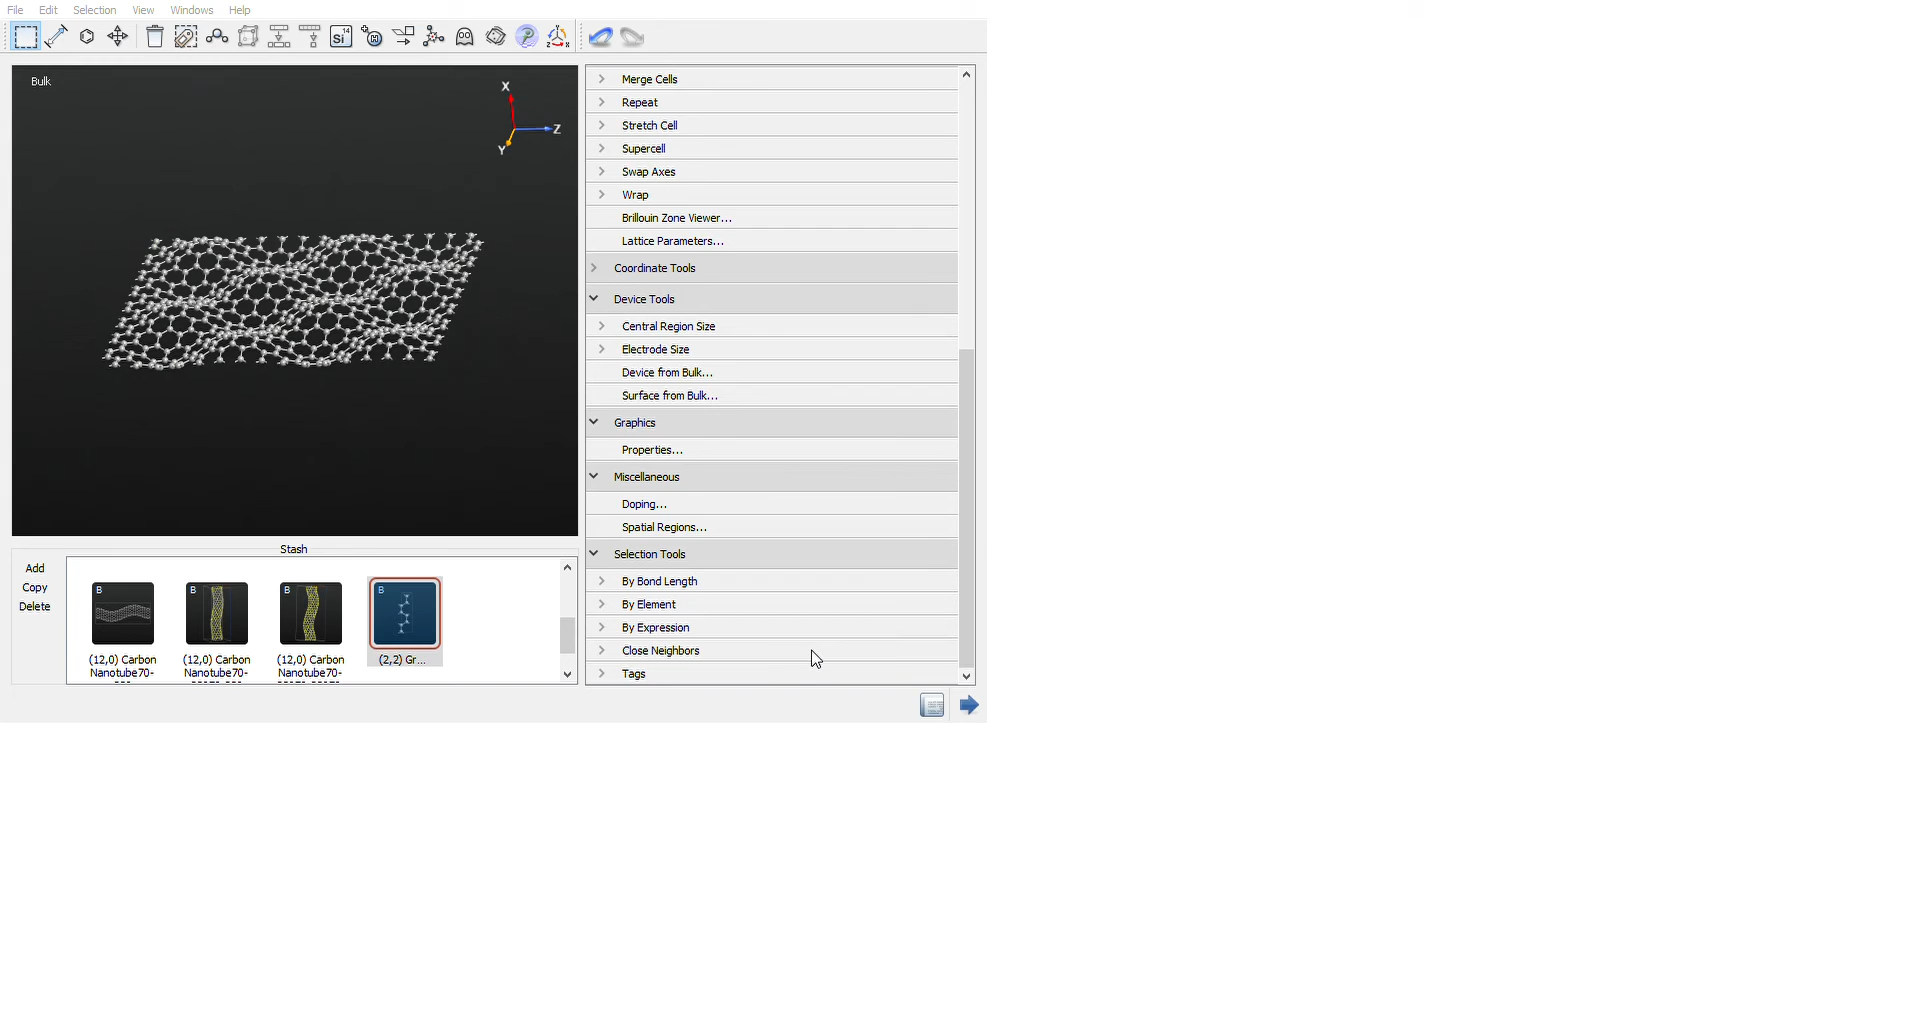 File Edit Selection View Windows Help
Si 14
H
z x
Bulk
X
Z
Y
Merge Cells
Repeat
Stretch Cell
Supercell
Swap Axes
Wrap
Brillouin Zone Viewer...
Lattice Parameters...
Coordinate Tools
Device Tools
Central Region Size
Electrode Size
Device from Bulk...
Surface from Bulk...
Graphics
Properties...
Miscellaneous
Doping...
Spatial Regions...
Selection Tools
By Bond Length
By Element
By Expression
Close Neighbors
Tags
Stash
Add
Copy
Delete
B B B B
(12,0) Carbon (12,0) Carbon (12,0) Carbon (2,2) Gr...
Nanotube70- Nanotube70- Nanotube70-